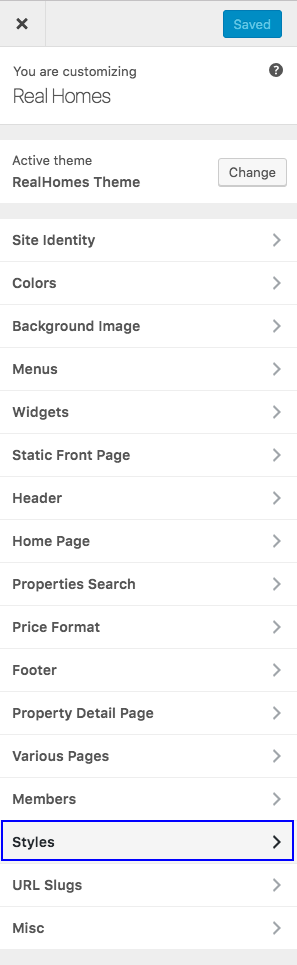 Saved
You are customizing
Real Homes
Active theme
RealHomes Theme
Change
Site Identity
Colors
Background Image
Menus
Widgets
Static Front Page
Header
Home Page
Properties Search
Price Format
Footer
Property Detail Page
Various Pages
Members
Styles
URL Slugs
Misc